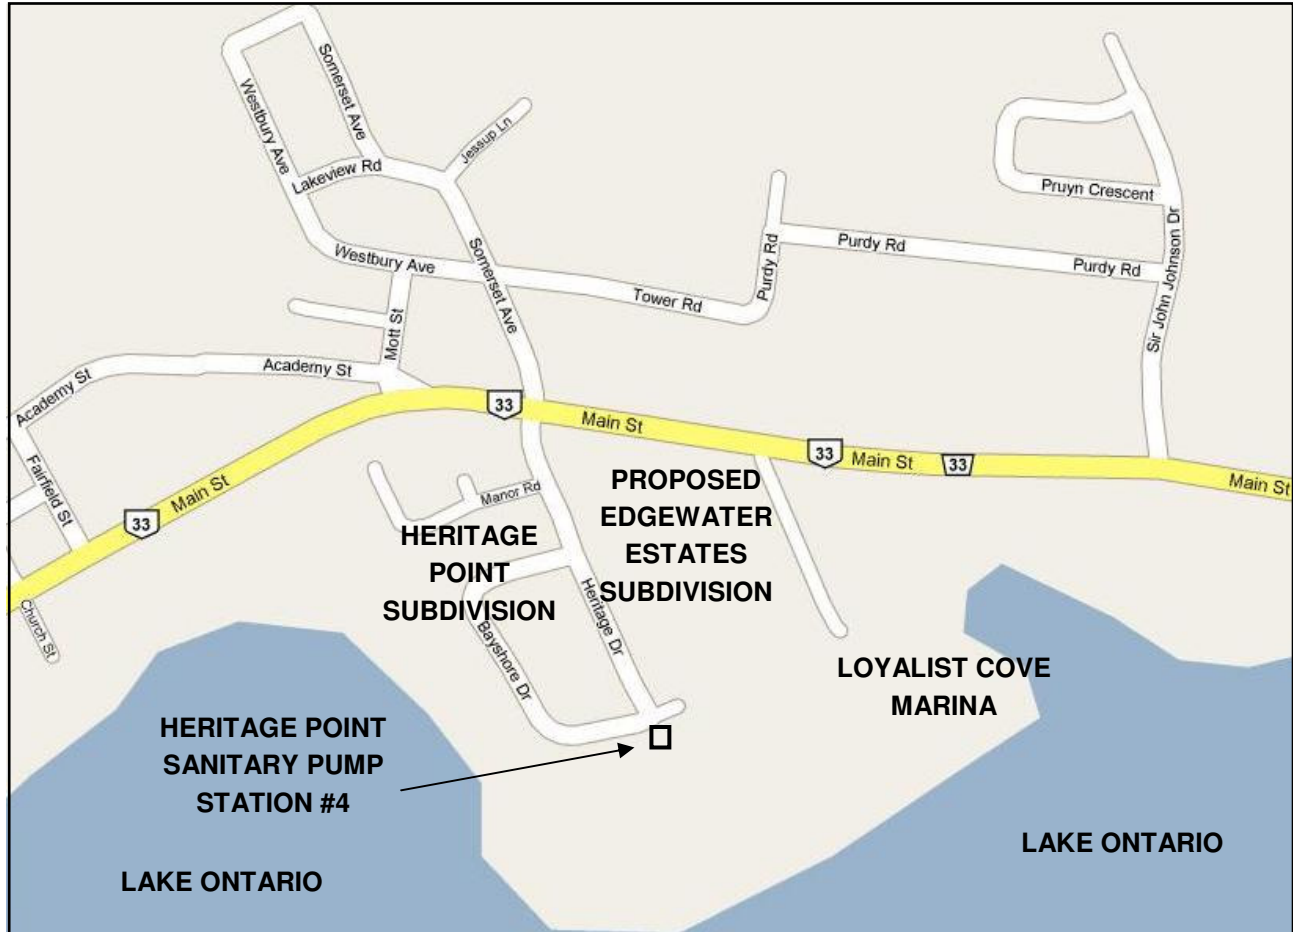 Somerset Ave
Westbury Ave
Jessup Ln
Lakeview Rd
Pruyn Crescent
Somerset Ave
Westbury Ave
Purdy Rd
Purdy Rd
Purdy Rd
Sir John Johnson Dr
Tower Rd
Mott St
Academy St
Academy St
33
Main St
33
Main St
33
Main St
Fairfield St
Main St
33
Manor Rd
PROPOSED
EDGEWATER
ESTATES
SUBDIVISION
HERITAGE
POINT
SUBDIVISION
Heritage Dr
Church St
Bayshore Dr
LOYALIST COVE
MARINA
HERITAGE POINT
SANITARY PUMP
STATION #4
LAKE ONTARIO
LAKE ONTARIO